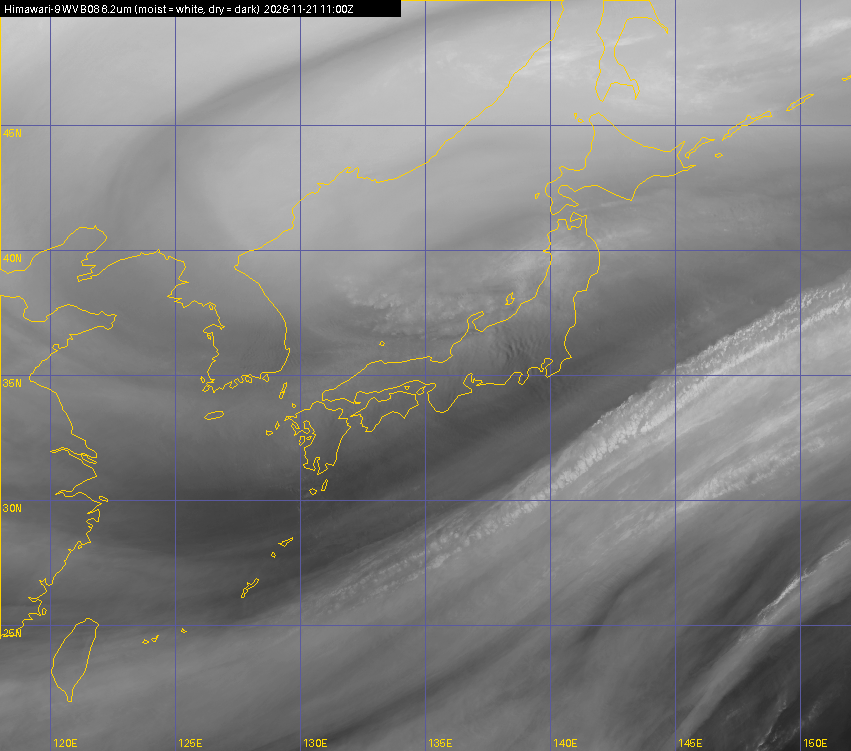 Himawari-9 WV B08 6.2um (moist = white, dry = dark) 2026-11-21 11:00Z
45N
40N
35N
30N
25N
120E 125E 130E 135E 140E 145E 150E